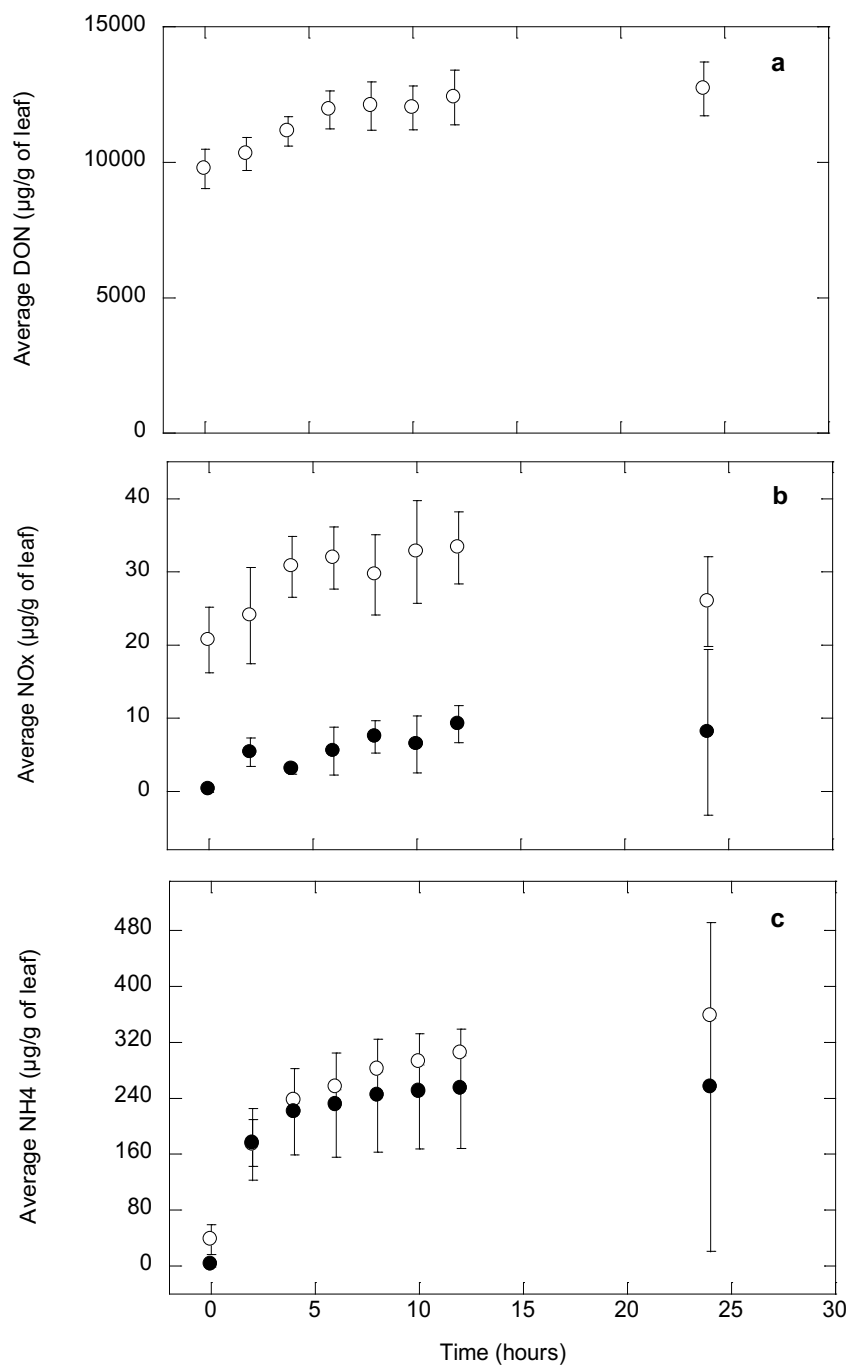 15000
a
10000
5000
0
Average DON (µg/g of leaf)
40
b
30
20
10
0
Average NOx (µg/g of leaf)
480
c
400
320
240
160
80
0
Average NH4 (µg/g of leaf)
0 5 10 15 20 25 30
Time (hours)